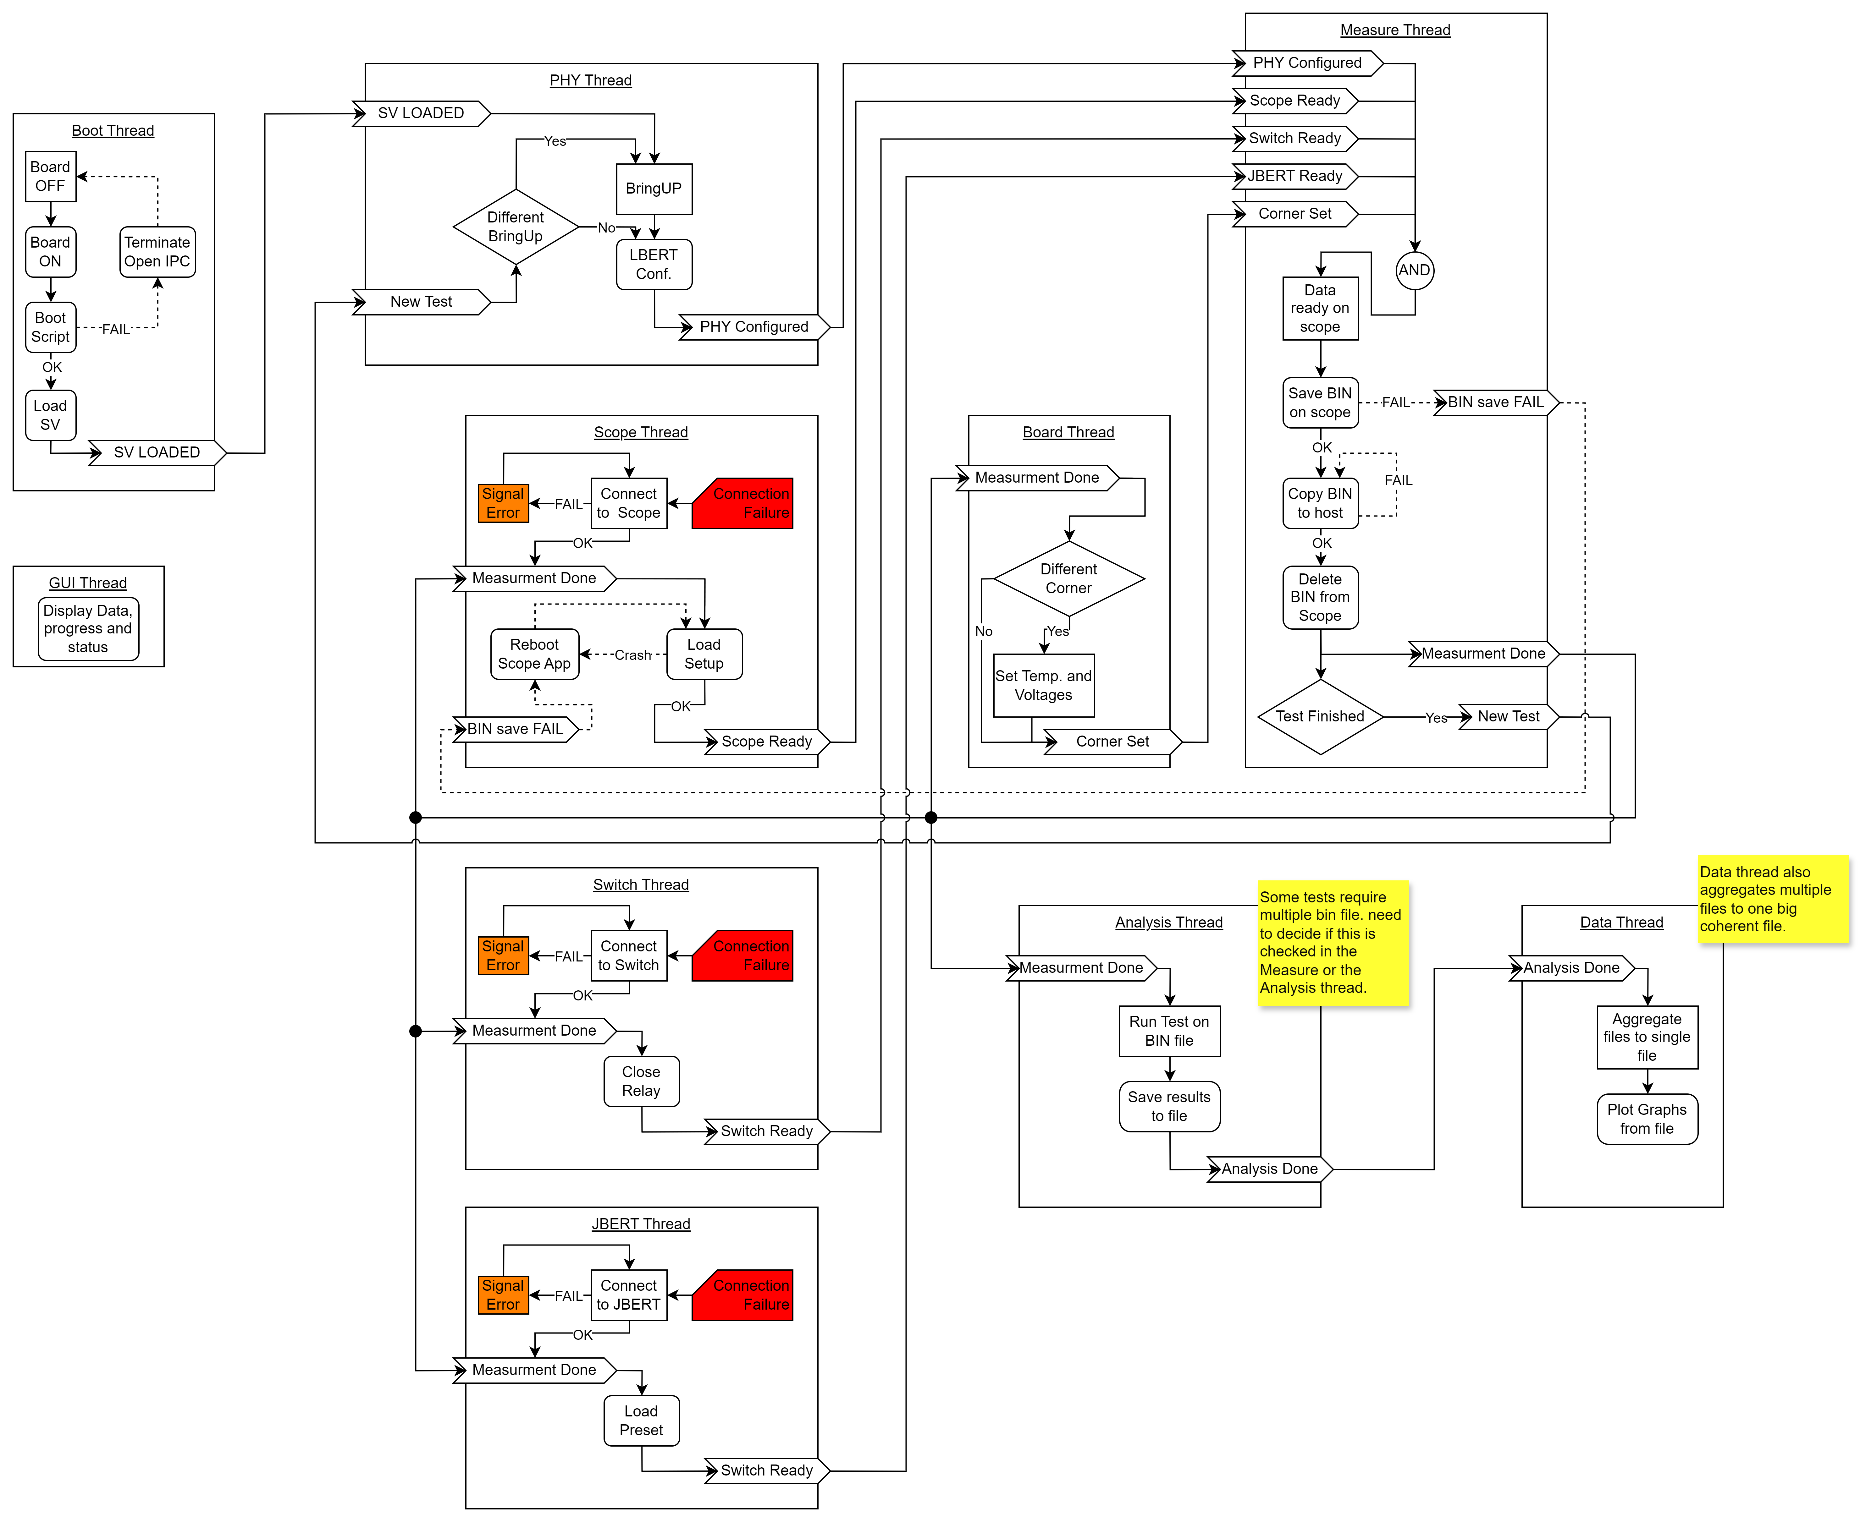 Boot Thread
Board
OFF
Board
ON
Terminate
Open IPC
Boot
Script
FAIL
OK
Load
SV
SV LOADED
GUI Thread
Display Data,
progress and
status
PHY Thread
SV LOADED
Yes
BringUP
Different
BringUp
No
LBERT
Conf.
New Test
PHY Configured
Scope Thread
Signal
Error
FAIL
Connect
to Scope
Connection
Failure
OK
Measurment Done
Reboot
Scope App
Crash
Load
Setup
OK
BIN save FAIL
Scope Ready
Board Thread
Measurment Done
Different
Corner
No
Yes
Set Temp. and
Voltages
Corner Set
Measure Thread
PHY Configured
Scope Ready
Switch Ready
JBERT Ready
Corner Set
AND
Data
ready on
scope
Save BIN
on scope
FAIL
BIN save FAIL
OK
Copy BIN
to host
FAIL
OK
Delete
BIN from
Scope
Measurment Done
Test Finished
Yes
New Test
Switch Thread
Signal
Error
FAIL
Connect
to Switch
Connection
Failure
OK
Measurment Done
Close
Relay
Switch Ready
JBERT Thread
Signal
Error
FAIL
Connect
to JBERT
Connection
Failure
OK
Measurment Done
Load
Preset
Switch Ready
Analysis Thread
Some tests require
multiple bin file. need
to decide if this is
checked in the
Measure or the
Analysis thread.
Measurment Done
Run Test on
BIN file
Save results
to file
Analysis Done
Data Thread
Data thread also
aggregates multiple
files to one big
coherent file.
Analysis Done
Aggregate
files to single
file
Plot Graphs
from file